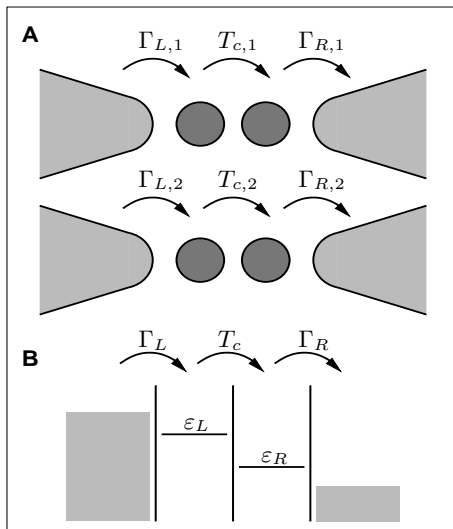 A
Γ_{L,1} T_{c,1} Γ_{R,1}
Γ_{L,2} T_{c,2} Γ_{R,2}
B
Γ_L T_c Γ_R
ε_L
ε_R